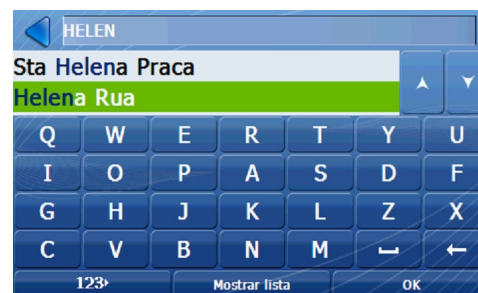 HELEN
Sta Helena Praca
Helena Rua
Q W E R T Y U
I O P A S D F
G H J K L Z X
C V B N M
123 Mostrar lista OK